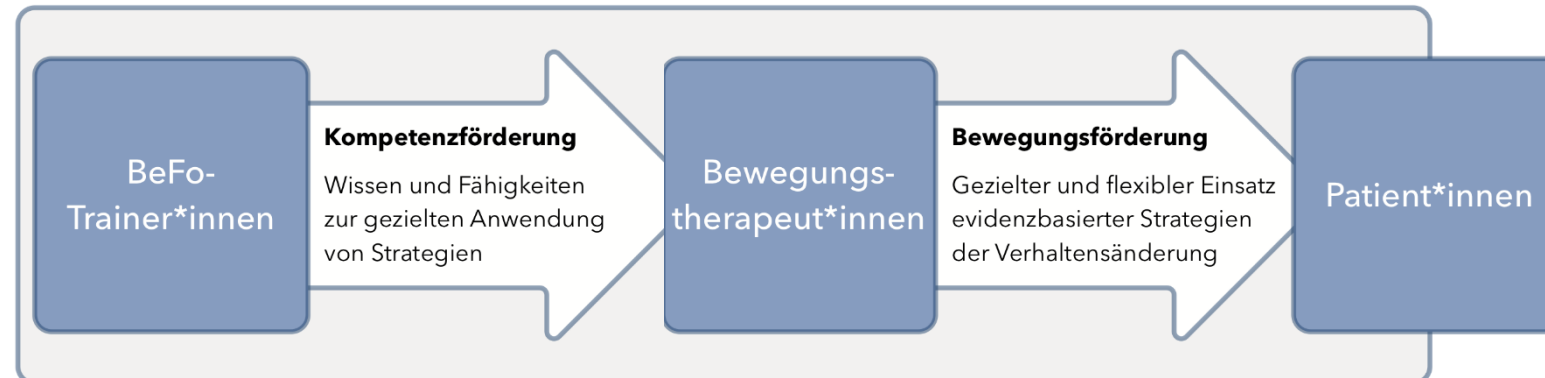 BeFo-
Trainer*innen
Kompetenzförderung
Wissen und Fähigkeiten
zur gezielten Anwendung
von Strategien
Bewegungs-
therapeut*innen
Bewegungsförderung
Gezielter und flexibler Einsatz
evidenzbasierter Strategien
der Verhaltensänderung
Patient*innen